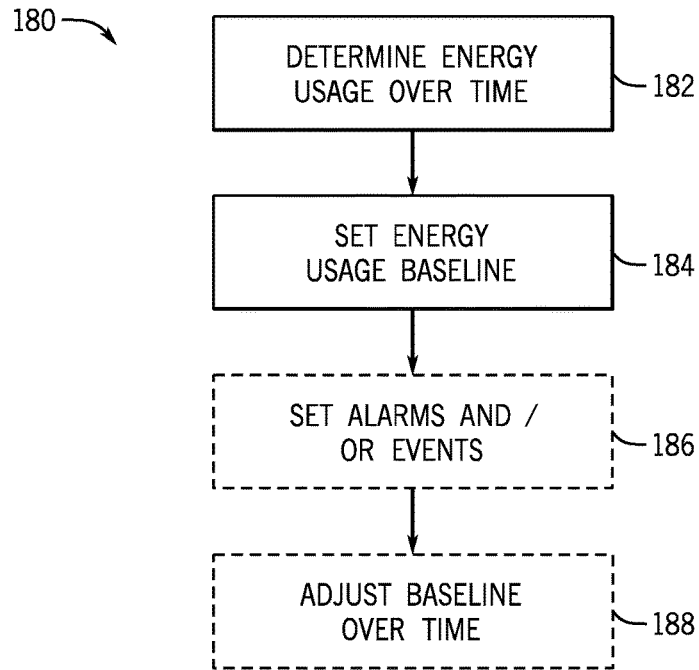 180
DETERMINE ENERGY
USAGE OVER TIME
182
SET ENERGY
USAGE BASELINE
184
SET ALARMS AND /
OR EVENTS
186
ADJUST BASELINE
OVER TIME
188